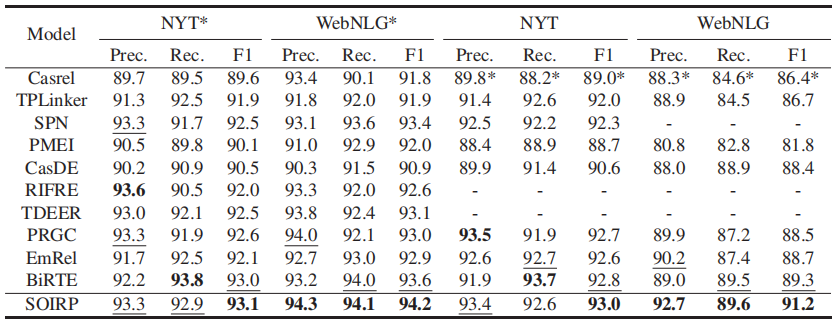 Model NYT* WebNLG* NYT WebNLG
Prec. Rec. F1 Prec. Rec. F1 Prec. Rec. F1 Prec. Rec. F1
Casrel 89.7 89.5 89.6 93.4 90.1 91.8 89.8* 88.2* 89.0* 88.3* 84.6* 86.4*
TPLinker 91.3 92.5 91.9 91.8 92.0 91.9 91.4 92.6 92.0 88.9 84.5 86.7
SPN 93.3 91.7 92.5 93.1 93.6 93.4 92.5 92.2 92.3 - - -
PMEI 90.5 89.8 90.1 91.0 92.9 92.0 88.4 88.9 88.7 80.8 82.8 81.8
CasDE 90.2 90.9 90.5 90.3 91.5 90.9 89.9 91.4 90.6 88.0 88.9 88.4
RIFRE 93.6 90.5 92.0 93.3 92.0 92.6 - - - - - -
TDEER 93.0 92.1 92.5 93.8 92.4 93.1 - - - - - -
PRGC 93.3 91.9 92.6 94.0 92.1 93.0 93.5 91.9 92.7 89.9 87.2 88.5
EmRel 91.7 92.5 92.1 92.7 93.0 92.9 92.6 92.7 92.6 90.2 87.4 88.7
BiRTE 92.2 93.8 93.0 93.2 94.0 93.6 91.9 93.7 92.8 89.0 89.5 89.3
SOIRP 93.3 92.9 93.1 94.3 94.1 94.2 93.4 92.6 93.0 92.7 89.6 91.2